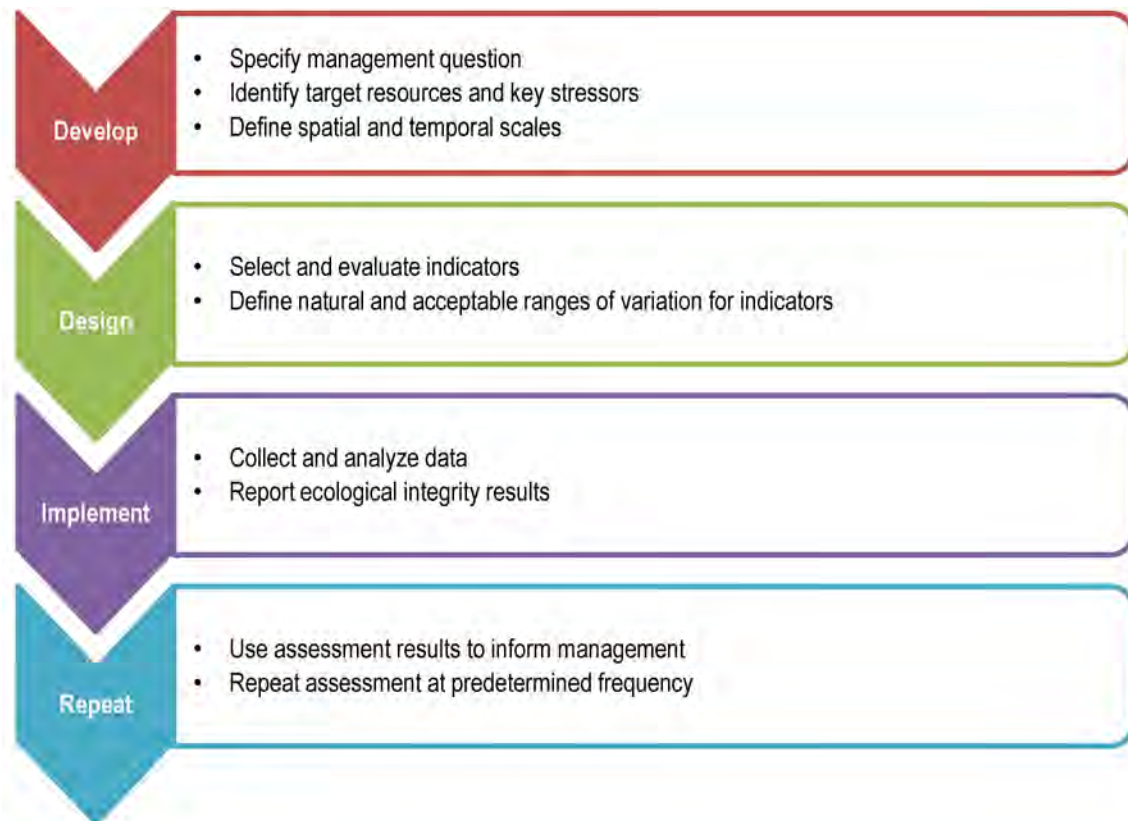 Develop
• Specify management question
• Identify target resources and key stressors
• Define spatial and temporal scales
Design
• Select and evaluate indicators
• Define natural and acceptable ranges of variation for indicators
Implement
• Collect and analyze data
• Report ecological integrity results
Repeat
• Use assessment results to inform management
• Repeat assessment at predetermined frequency